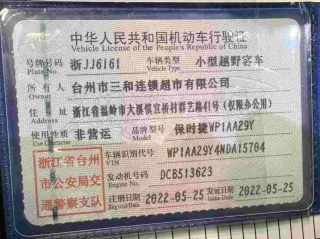 中华人民共和国机动车行驶证
Vehicle License of the People's Republic of China
号牌号码 浙JJ6161 车辆类型 小型越野客车
Plate No. Vehicle Type
所有人 台州市三和连锁超市有限公司
Owner
住址 浙江省温岭市大溪镇宜桥村群艺路41号(仅限办公用)
Address
使用性质 非营运 品牌型号 保时捷WP1AA29Y
Use Character Model
浙江省台州市公安局交通警察支队
车辆识别代号 WP1AA29Y4NDA15704
VIN
发动机号码 DCB513623
Engine No.
注册日期 2022-05-25 发证日期 2022-05-25
Register Date Issue Date